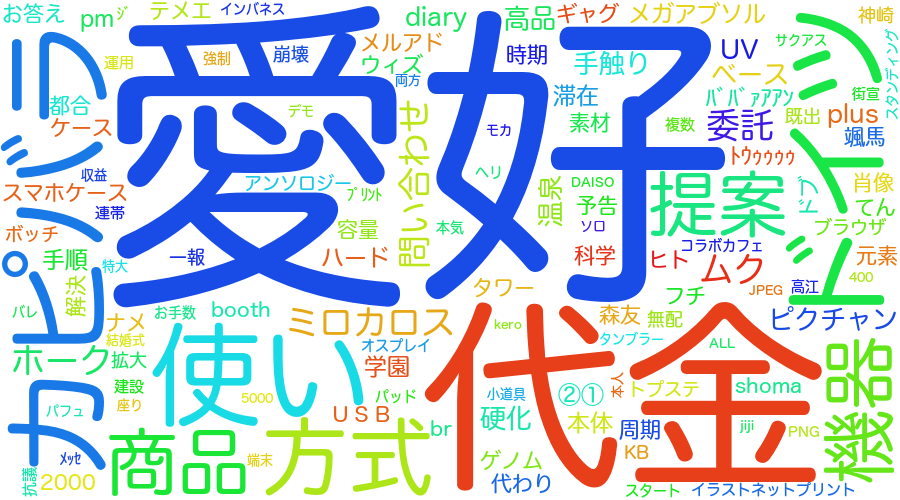 お答え
pmジ
テメエ
インバネス
diary
高品
ギャグ
メガアブソル
神崎
運用
強制
崩壊
メルアド
ウィズ
両方
時期
手触り
UV
ベース
サクアス
スタンディング
カピパラ
都合
ケース
愛好
デモ
モカ
滞在
素材
複数
ﾊﾞﾊﾞｧｱｱﾝ
委託
既出
plus
街宣
颯馬
収益
スマホケース
連帯
アンソロジー
ﾌﾟﾘﾝﾄ
問い合わせ
ヘリ
DAISO
温泉
予告
提案
ﾄｩｩｩｩｩ
ドブ
肖像
てん
ドイツ
ボッチ
手順
一報
容量
ハード
本気
ソロ
科学
ヒト
コラボカフェ
ムク
ブラウザ
元素
400
特大
解決
バレ
ナメ
お手数
booth
ミロカロス
タワー
フチ
森友
無配
JPEG
高江
ピクチャン
ホーク
結婚式
拡大
使い
オスプレイ
kero
代金
タンブラー
ALL
機器
建設
座り
学園
パッド
小道具
②①
本人
トプステ
shoma
パフュ
商品
5000
方式
ＵＳＢ
br
硬化
本体
周期
jiji
PNG
ﾒｯｾ
抗議
2000
端末
ゲノム
代わり
KB
スタート
イラストネットプリント